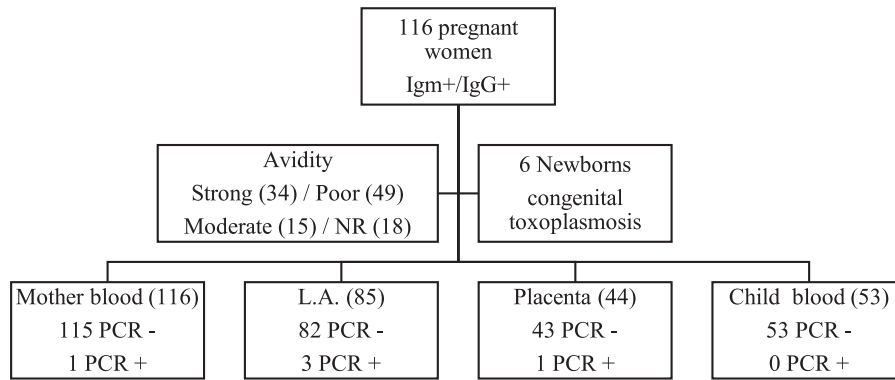 116 pregnant
women
Igm+/IgG+
Avidity
Strong (34) / Poor (49)
Moderate (15) / NR (18)
6 Newborns
congenital
toxoplasmosis
Mother blood (116)
115 PCR -
1 PCR +
L.A. (85)
82 PCR -
3 PCR +
Placenta (44)
43 PCR -
1 PCR +
Child blood (53)
53 PCR -
0 PCR +